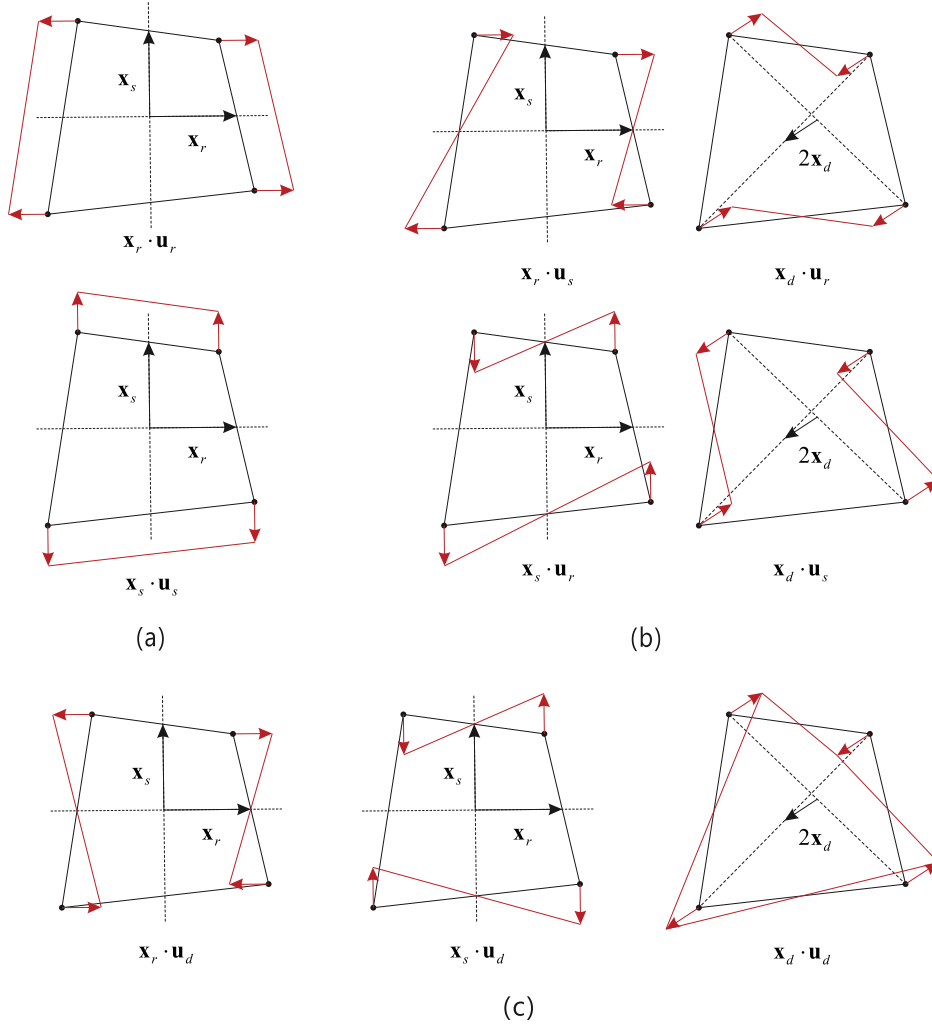 x_s
x_r
x_r · u_r
x_s
x_r
x_r · u_s
2x_d
x_d · u_r
x_s
x_r
x_s · u_s
(a)
x_s
x_r
x_s · u_r
2x_d
x_d · u_s
(b)
x_s
x_r
x_r · u_d
x_s
x_r
x_s · u_d
2x_d
x_d · u_d
(c)